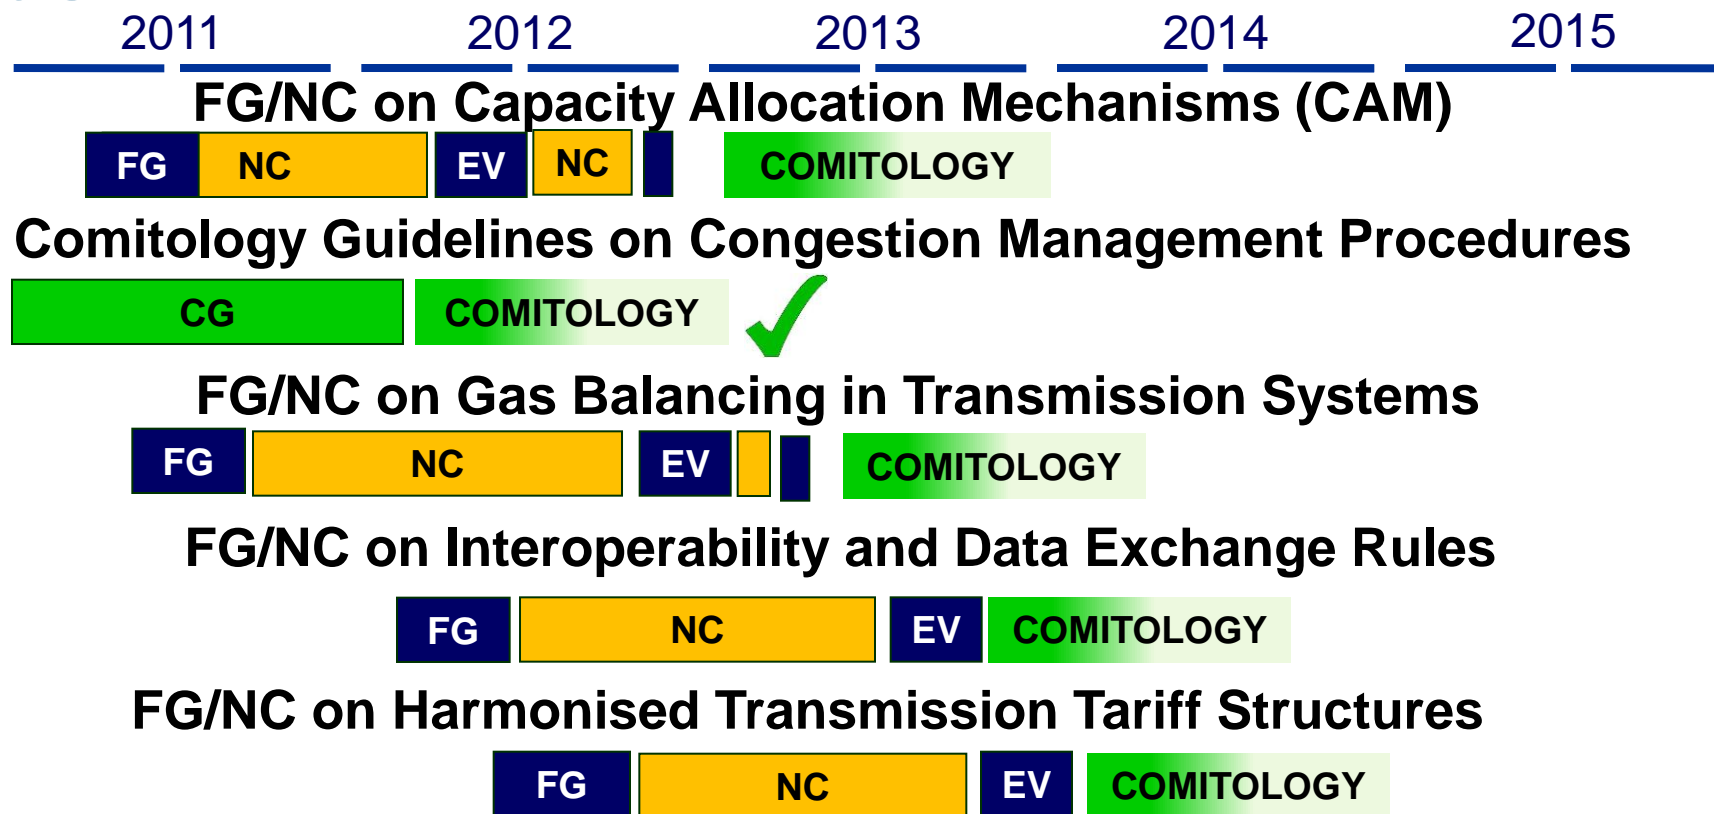 2011 2012 2013 2014 2015
FG/NC on Capacity Allocation Mechanisms (CAM)
FG NC EV NC COMITOLOGY
Comitology Guidelines on Congestion Management Procedures
CG COMITOLOGY
FG/NC on Gas Balancing in Transmission Systems
FG NC EV COMITOLOGY
FG/NC on Interoperability and Data Exchange Rules
FG NC EV COMITOLOGY
FG/NC on Harmonised Transmission Tariff Structures
FG NC EV COMITOLOGY